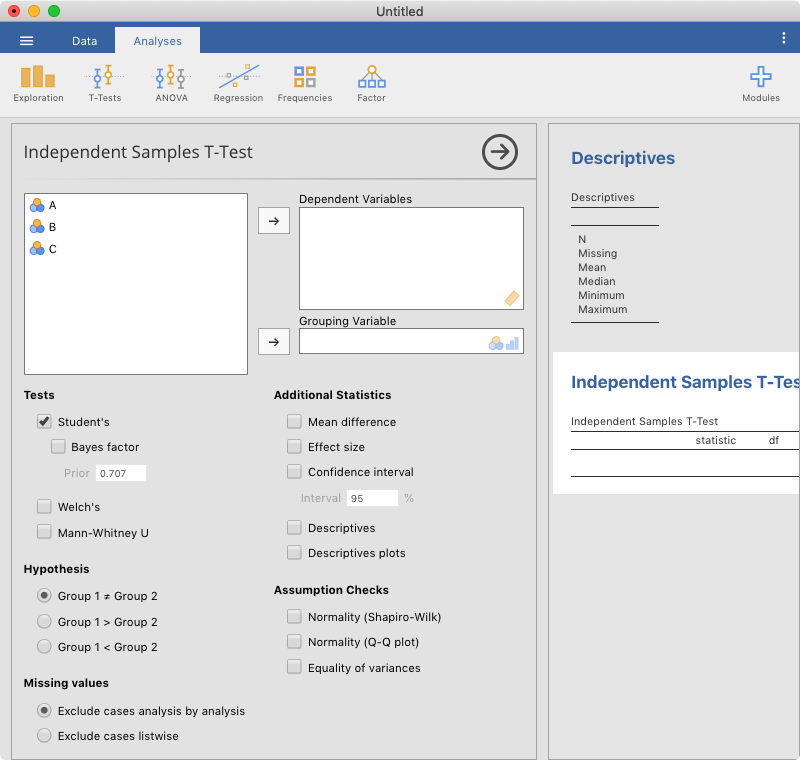 Untitled
Data Analyses
Exploration T-Tests ANOVA Regression Frequencies Factor Modules
Independent Samples T-Test
A
B
C
Dependent Variables
Grouping Variable
Tests
Student's
Bayes factor
Prior 0.707
Welch's
Mann-Whitney U
Hypothesis
Group 1 ≠ Group 2
Group 1 > Group 2
Group 1 < Group 2
Missing values
Exclude cases analysis by analysis
Exclude cases listwise
Additional Statistics
Mean difference
Effect size
Confidence interval
Interval 95 %
Descriptives
Descriptives plots
Assumption Checks
Normality (Shapiro-Wilk)
Normality (Q-Q plot)
Equality of variances
Descriptives
Descriptives
N
Missing
Mean
Median
Minimum
Maximum
Independent Samples T-Tes
Independent Samples T-Test
statistic df